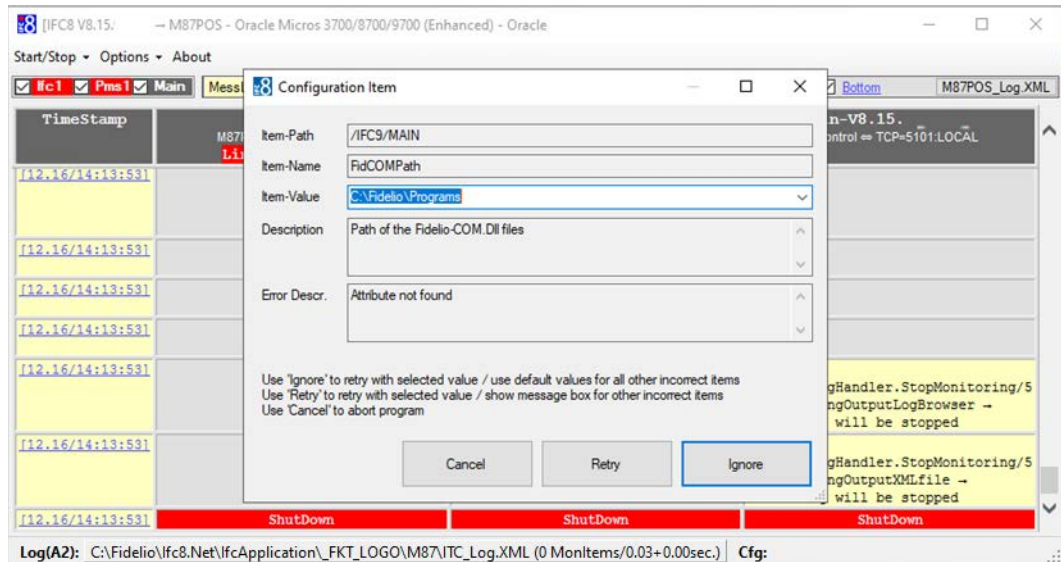 [IFC8 V8.15.: → M87POS - Oracle Micros 3700/8700/9700 (Enhanced) - Oracle
Start/Stop Options About
Ifc1 Pms1 Main Messl Bottom M87POS_Log.XML
TimeStamp
M87I
Lii
n-V8.15.
ontrol ⇔ TCP=5101:LOCAL
Configuration Item
Item-Path /IFC9/MAIN
Item-Name FidCOMPath
Item-Value C:\Fidelio\Programs
Description Path of the Fidelio-COM.Dll files
Error Descr. Attribute not found
Use 'Ignore' to retry with selected value / use default values for all other incorrect items
Use 'Retry' to retry with selected value / show message box for other incorrect items
Use 'Cancel' to abort program
Cancel Retry Ignore
[12.16/14:13:53]
[12.16/14:13:53]
[12.16/14:13:53]
[12.16/14:13:53]
[12.16/14:13:53]
gHandler.StopMonitoring/5
ngOutputLogBrowser →
will be stopped
[12.16/14:13:53]
gHandler.StopMonitoring/5
ngOutputXMLfile →
will be stopped
[12.16/14:13:53] ShutDown ShutDown ShutDown
Log(A2): C:\Fidelio\Ifc8.Net\IfcApplication\_FKT_LOGO\M87\ITC_Log.XML (0 MonItems/0.03+0.00sec.) Cfg: